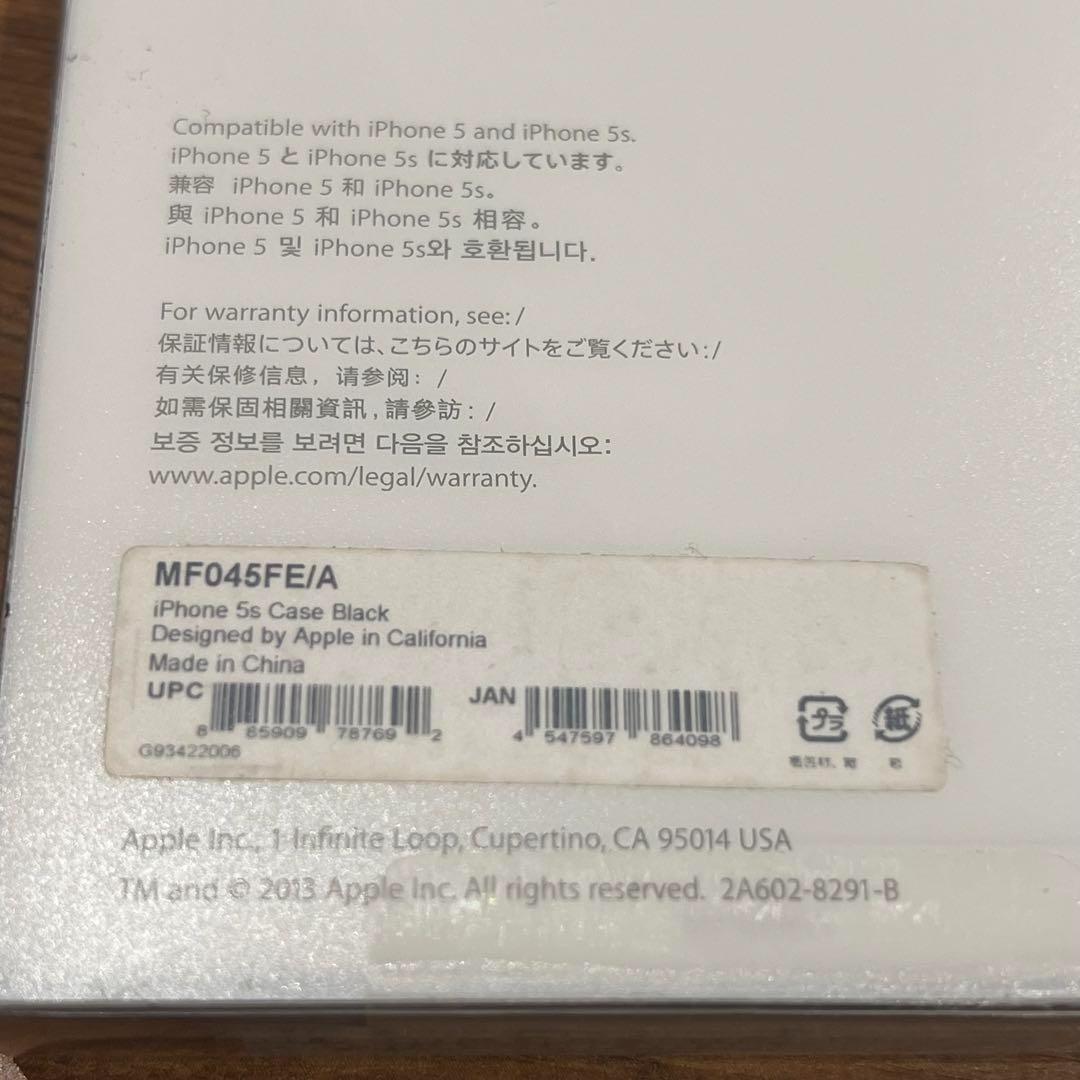 Compatible with iPhone 5 and iPhone 5s.
iPhone 5 と iPhone 5s に対応しています。
兼容 iPhone 5 和 iPhone 5s。
與 iPhone 5 和 iPhone 5s 相容。
iPhone 5 및 iPhone 5s와 호환됩니다.
For warranty information, see: /
保証情報については、こちらのサイトをご覧ください: /
有关保修信息，请参阅: /
如需保固相關資訊，請參訪: /
보증 정보를 보려면 다음을 참조하십시오:
www.apple.com/legal/warranty.
MF045FE/A
iPhone 5s Case Black
Designed by Apple in California
Made in China
UPC 8 85909 78769 2
JAN 4 547597 864098
プラ 紙
G93422006
Apple Inc., 1 Infinite Loop, Cupertino, CA 95014 USA
TM and © 2013 Apple Inc. All rights reserved. 2A602-8291-B